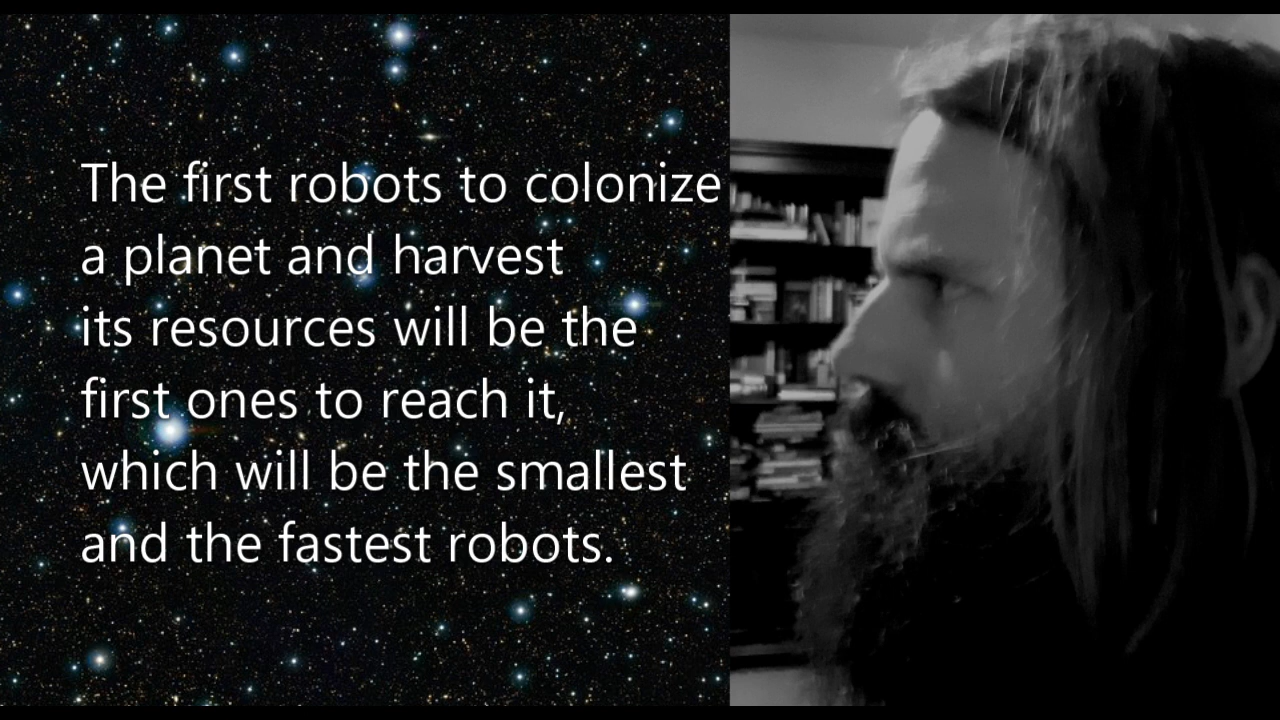 The first robots to colonize
a planet and harvest
its resources will be the
first ones to reach it,
which will be the smallest
and the fastest robots.